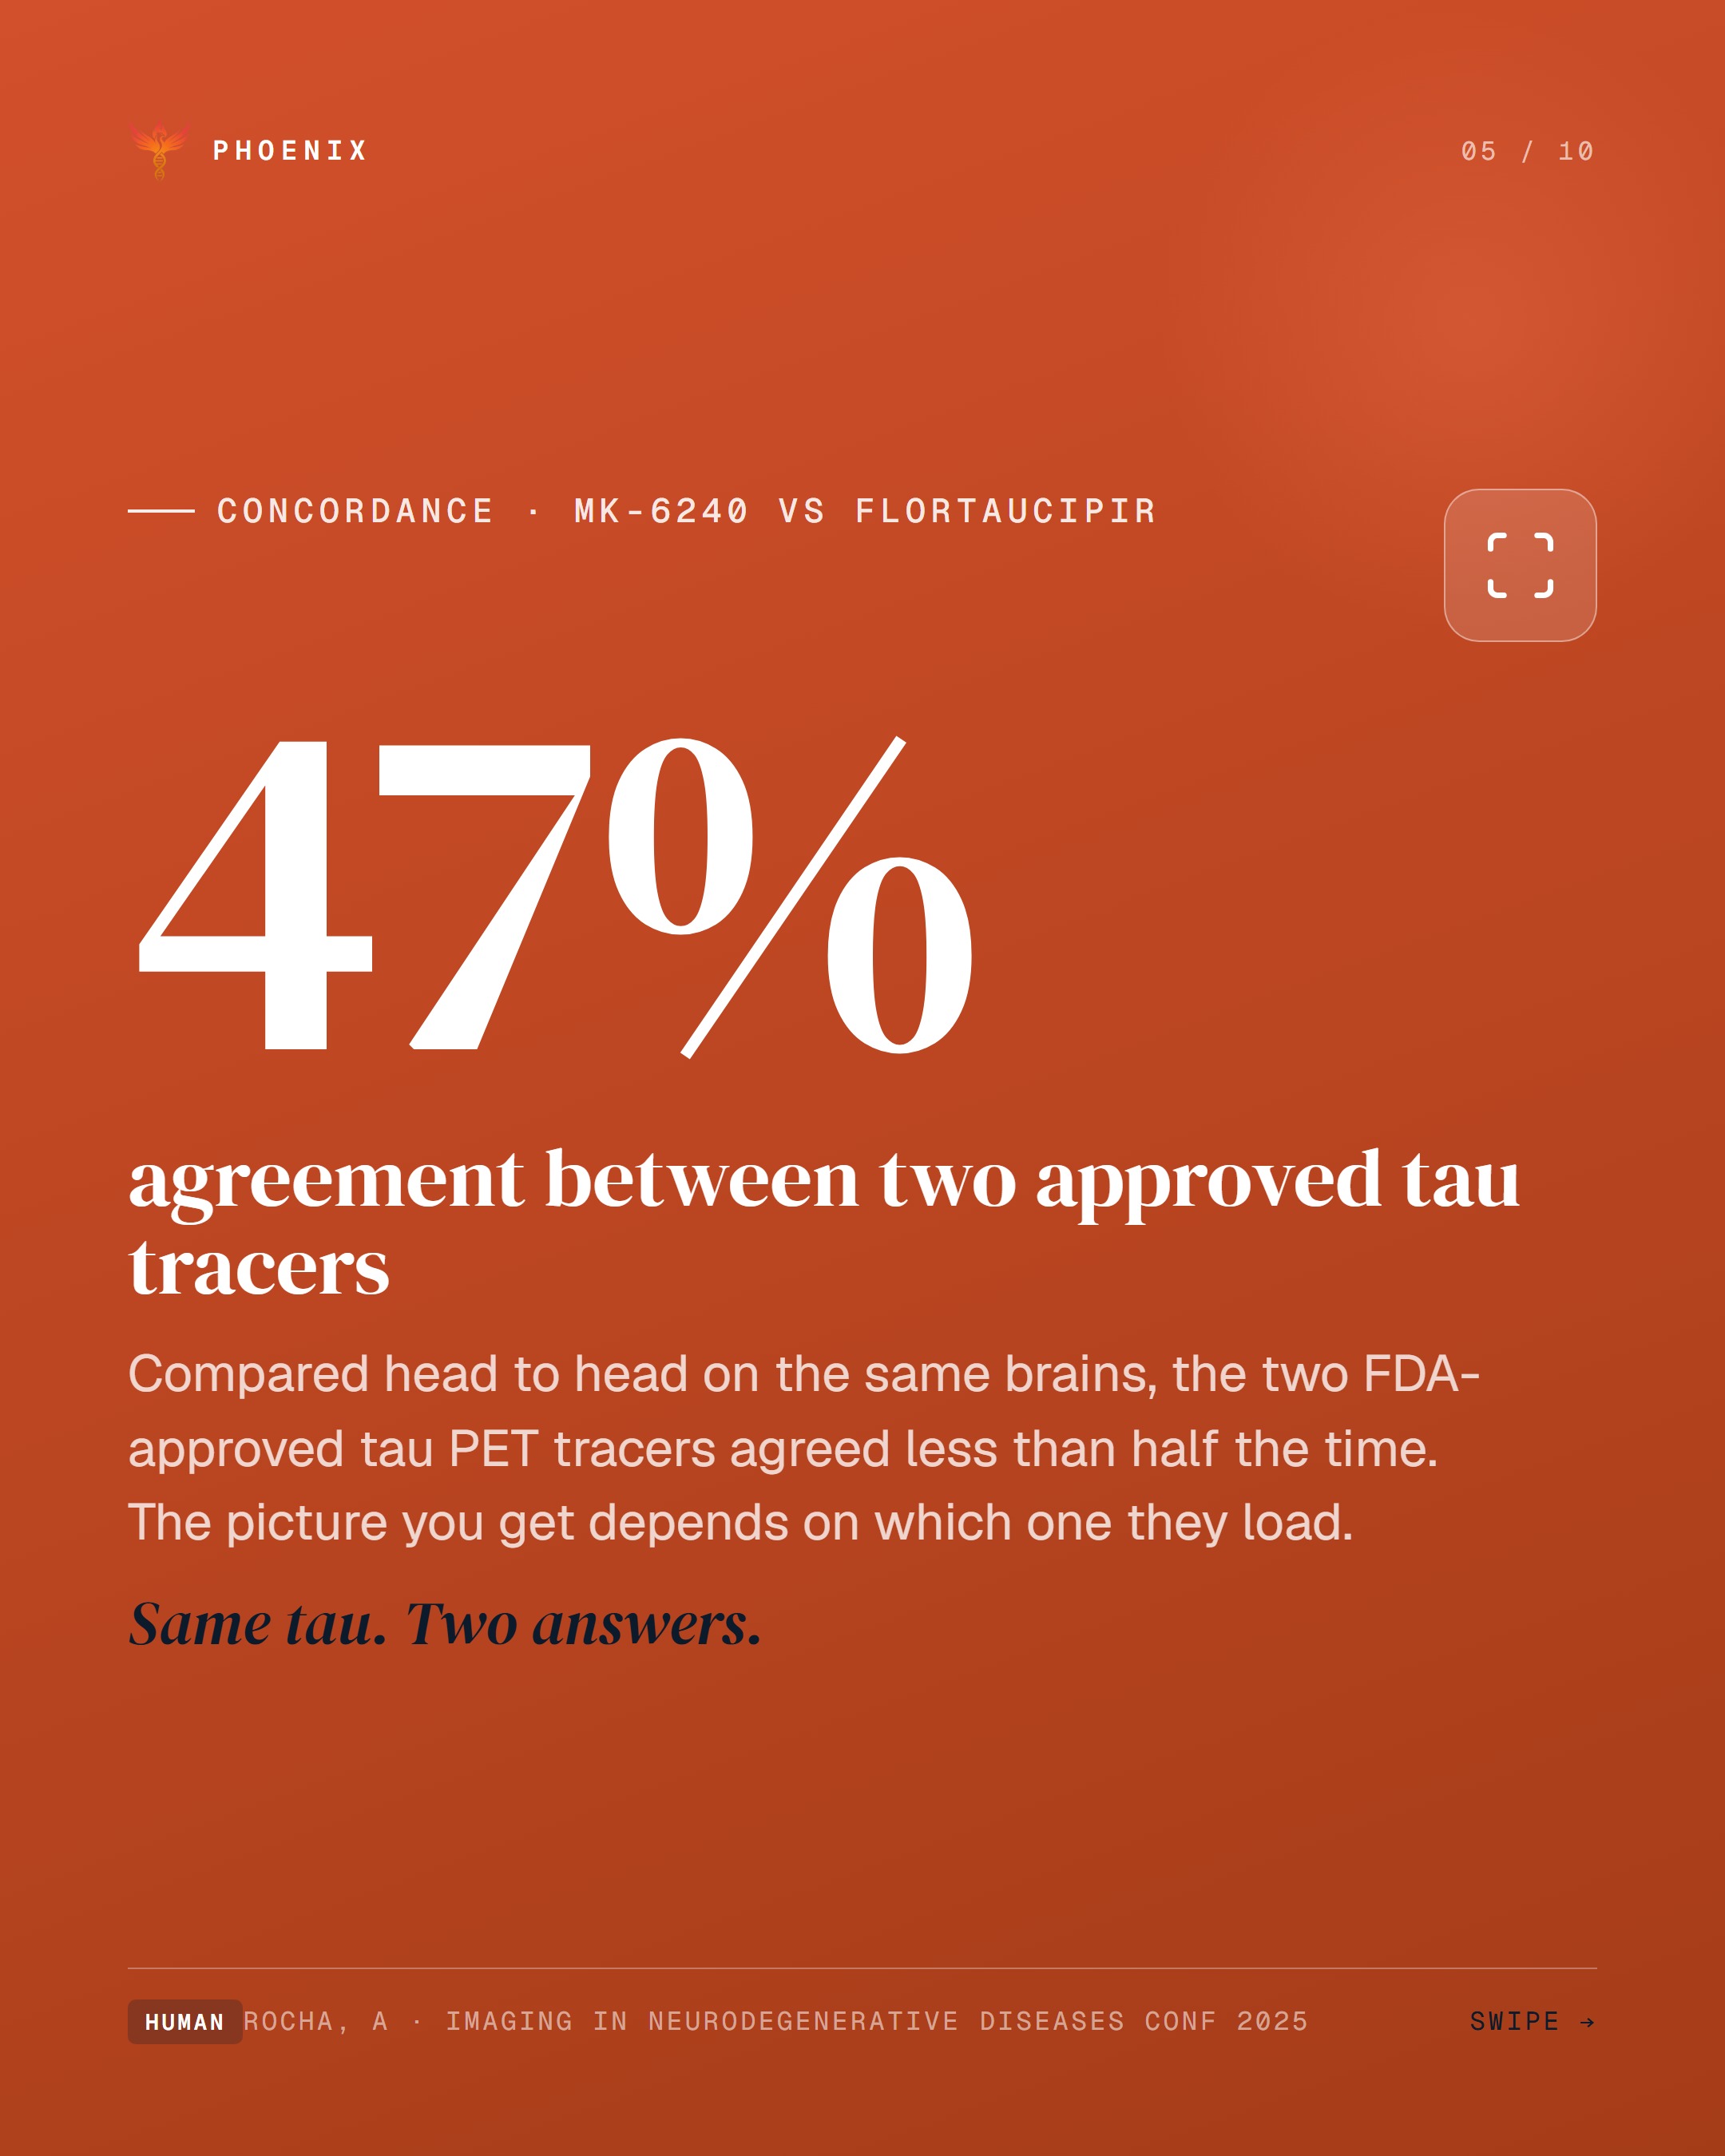 PHOENIX
05 / 10
CONCORDANCE · MK-6240 VS FLORTAUCIPIR
47%
agreement between two approved tau
tracers
Compared head to head on the same brains, the two FDA-
approved tau PET tracers agreed less than half the time.
The picture you get depends on which one they load.
Same tau. Two answers.
HUMAN ROCHA, A · IMAGING IN NEURODEGENERATIVE DISEASES CONF 2025
SWIPE →